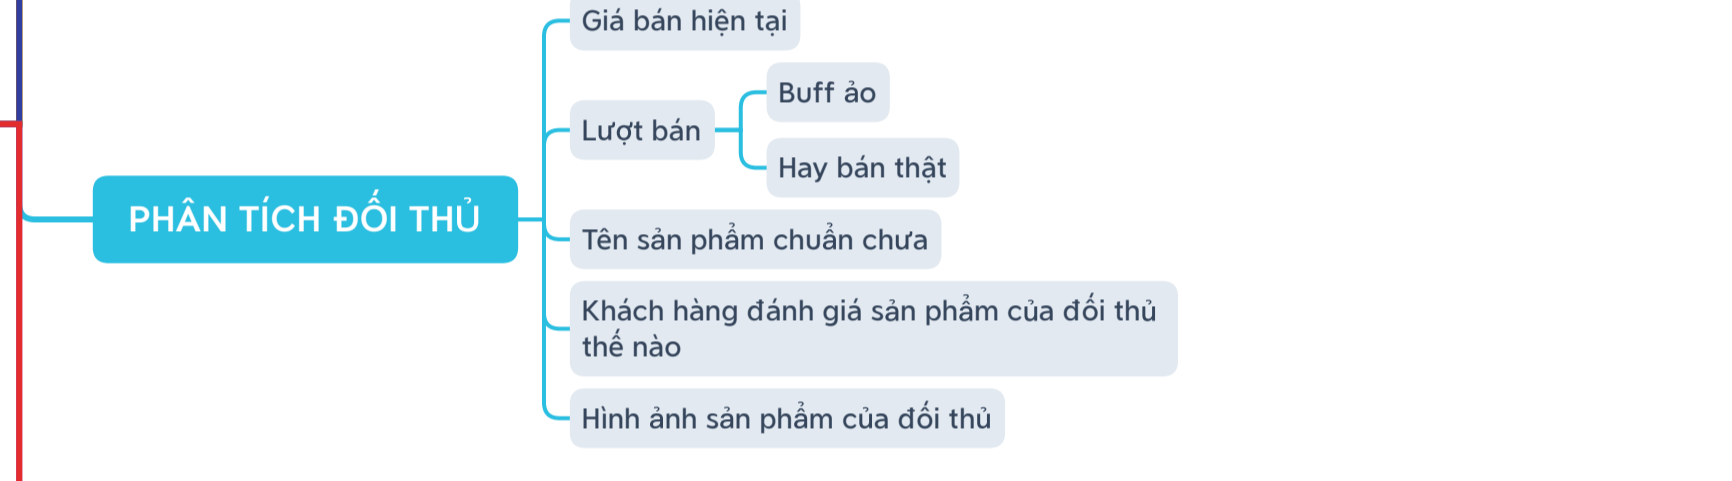 Giá bán hiện tại
Buff ảo
Lượt bán
Hay bán thật
PHÂN TÍCH ĐỐI THỦ
Tên sản phẩm chuẩn chưa
Khách hàng đánh giá sản phẩm của đối thủ
thế nào
Hình ảnh sản phẩm của đối thủ